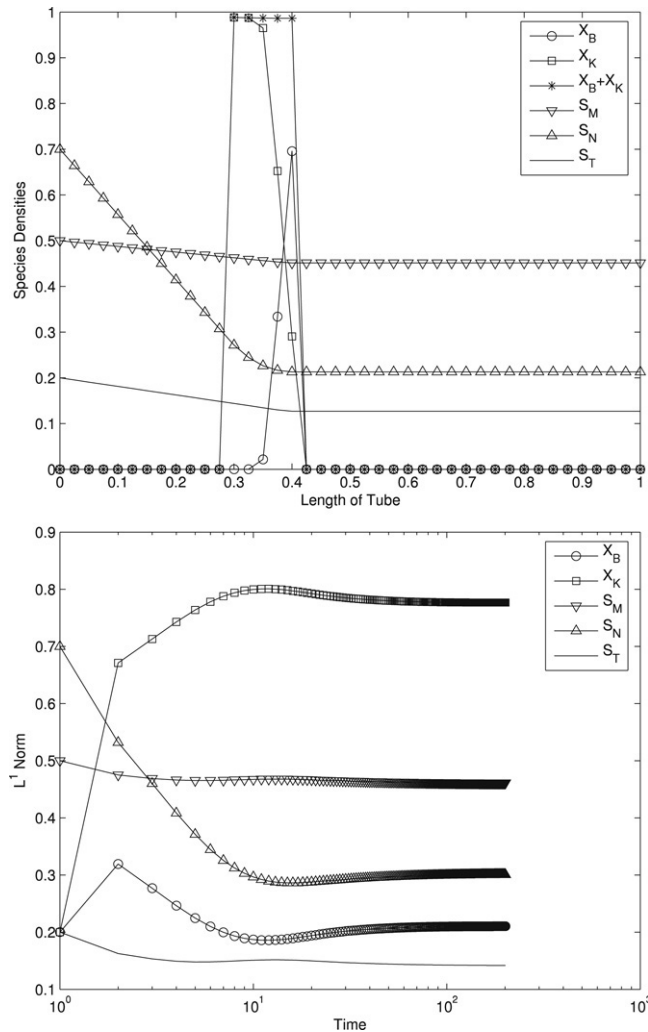 1
0.9
0.8
0.7
0.6
0.5
0.4
0.3
0.2
0.1
0
Species Densities
0 0.1 0.2 0.3 0.4 0.5 0.6 0.7 0.8 0.9 1
Length of Tube
X_B
X_K
X_B+X_K
S_M
S_N
S_T
0.9
0.8
0.7
0.6
0.5
0.4
0.3
0.2
0.1
L^1 Norm
10^0 10^1 10^2 10^3
Time
X_B
X_K
S_M
S_N
S_T